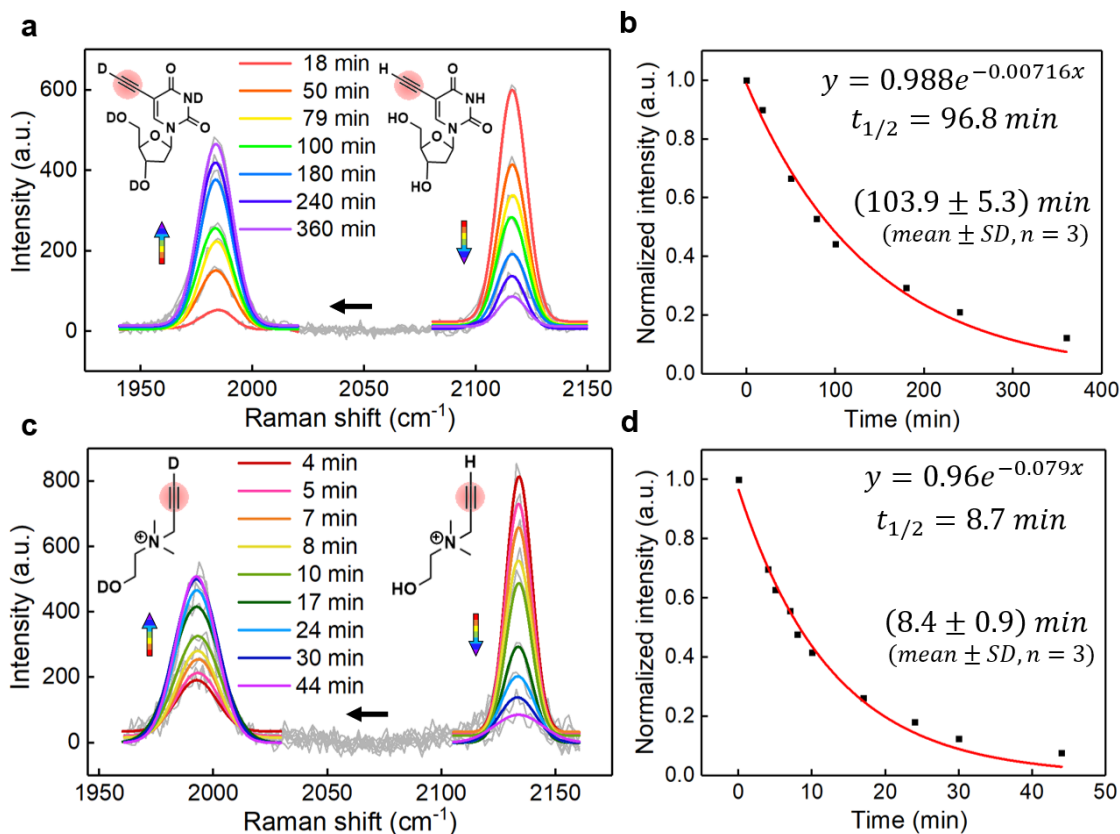 a
Intensity (a.u.)
600
400
200
0
1950
2000
2050
2100
2150
Raman shift (cm⁻¹)
D
O
ND
DO
N
O
O
DO
18 min
50 min
79 min
100 min
180 min
240 min
360 min
H
O
NH
HO
N
O
O
HO
b
Normalized intensity (a.u.)
1.0
0.8
0.6
0.4
0.2
0.0
0
100
200
300
400
Time (min)
y = 0.988e^{-0.00716x}
t_{1/2} = 96.8 min
(103.9 ± 5.3) min
(mean ± SD, n = 3)
c
Intensity (a.u.)
800
600
400
200
0
1950
2000
2050
2100
2150
Raman shift (cm⁻¹)
D
N
+
DO
4 min
5 min
7 min
8 min
10 min
17 min
24 min
30 min
44 min
H
N
+
HO
d
Normalized intensity (a.u.)
1.0
0.8
0.6
0.4
0.2
0.0
0
10
20
30
40
50
Time (min)
y = 0.96e^{-0.079x}
t_{1/2} = 8.7 min
(8.4 ± 0.9) min
(mean ± SD, n = 3)